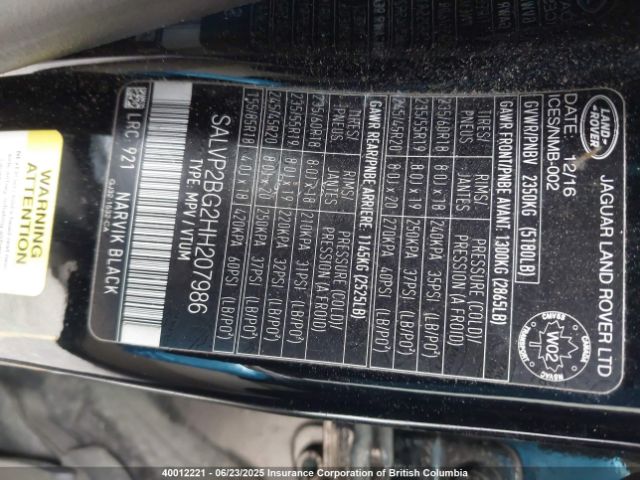 LAND-
ROVER
JAGUAR LAND ROVER LTD
DATE: 12/16
ICES/NMB-002
CMVSS
CANADA
W02
NSVAC
TRANSPORT
GVWR/PNBV 2350KG (5180LB)
GAWR FRONT/PNBE AVANT: 1300KG (2865LB)
TIRES/ RIMS/ PRESSION (COLD)/
PNEUS JANTES (A FROID)
235/60R18 8.0J x 18 240KPA 35PSI (LB/PO²)
235/55R19 8.0J x 19 250KPA 37PSI (LB/PO²)
245/45R20 8.0J x 20 270KPA 40PSI (LB/PO²)
GAWR REAR/PNBE ARRIERE: 1145KG (2525LB)
TIRES/ RIMS/ PRESSION (COLD)/
PNEUS JANTES (A FROID)
235/60R18 8.0J x 18 210KPA 31PSI (LB/PO²)
235/55R19 8.0J x 19 220KPA 32PSI (LB/PO²)
245/45R20 8.0J x 20 250KPA 37PSI (LB/PO²)
155/85R18 4.0J x 18 420KPA 60PSI (LB/PO²)
SALVP2BG2HH207986
TYPE: MPV / VTUM
LRC 921 NARVIK BLACK
ATTENTION
40012221 - 06/23/2025 Insurance Corporation of British Columbia